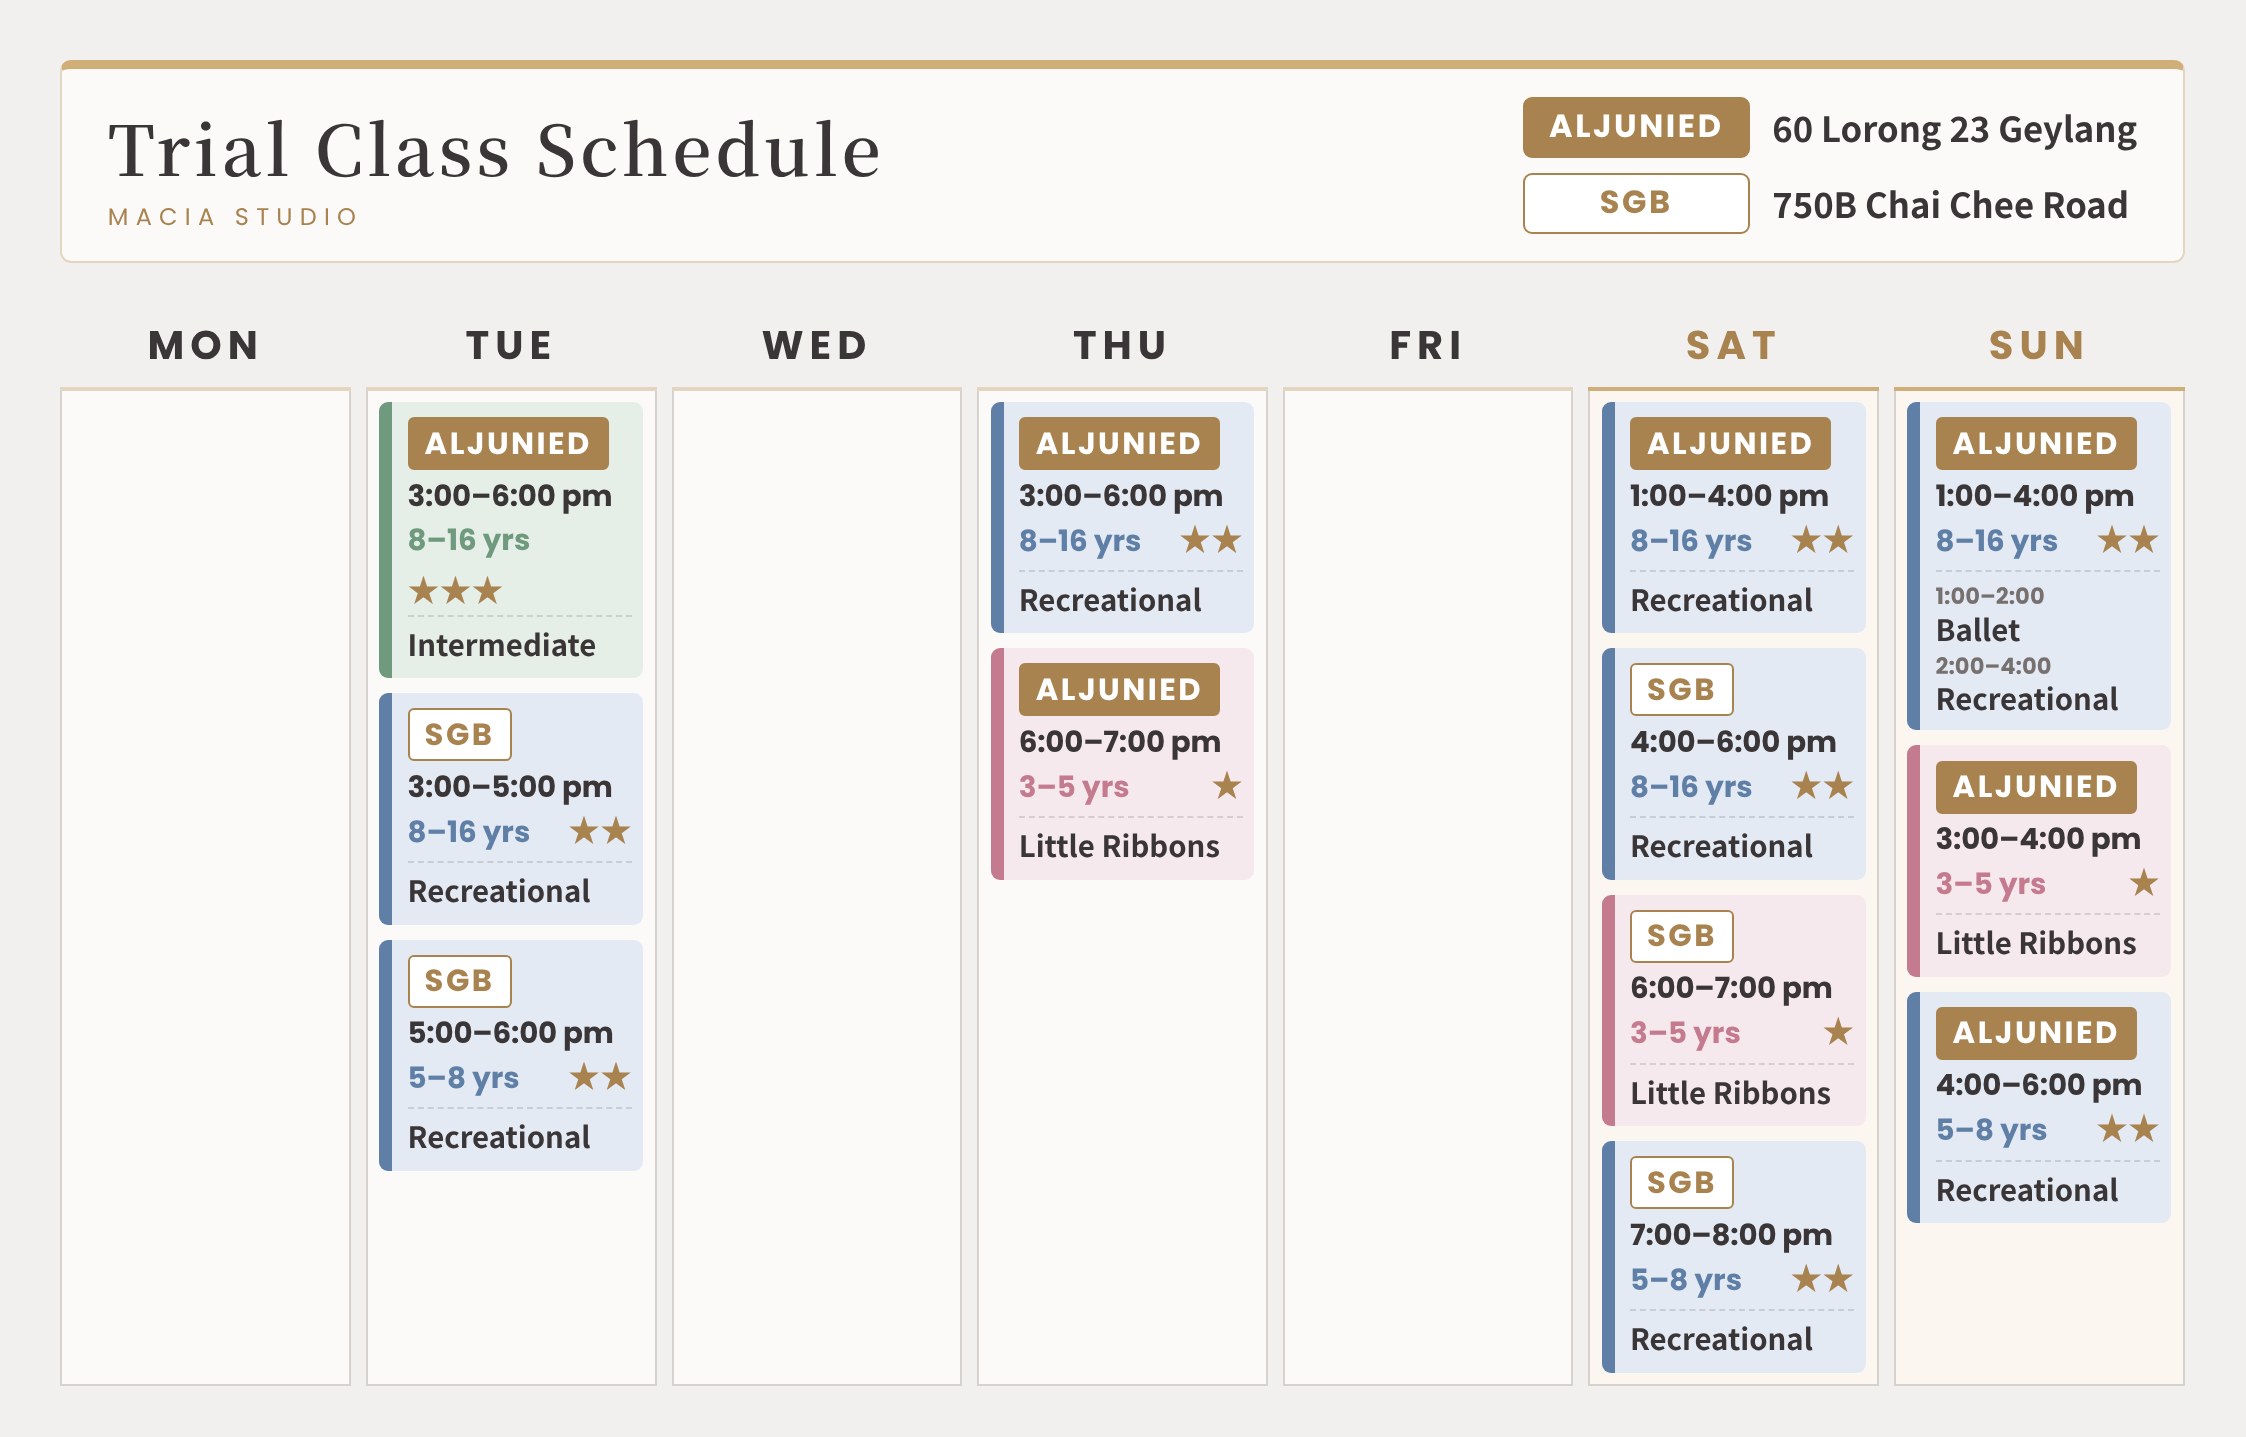 Trial Class Schedule
MACIA STUDIO
ALJUNIED 60 Lorong 23 Geylang
SGB 750B Chai Chee Road
MON
TUE
ALJUNIED
3:00–6:00 pm
8–16 yrs
★★★
Intermediate
SGB
3:00–5:00 pm
8–16 yrs ★★
Recreational
SGB
5:00–6:00 pm
5–8 yrs ★★
Recreational
WED
THU
ALJUNIED
3:00–6:00 pm
8–16 yrs ★★
Recreational
ALJUNIED
6:00–7:00 pm
3–5 yrs ★
Little Ribbons
FRI
SAT
ALJUNIED
1:00–4:00 pm
8–16 yrs ★★
Recreational
SGB
4:00–6:00 pm
8–16 yrs ★★
Recreational
SGB
6:00–7:00 pm
3–5 yrs ★
Little Ribbons
SGB
7:00–8:00 pm
5–8 yrs ★★
Recreational
SUN
ALJUNIED
1:00–4:00 pm
8–16 yrs ★★
1:00–2:00
Ballet
2:00–4:00
Recreational
ALJUNIED
3:00–4:00 pm
3–5 yrs ★
Little Ribbons
ALJUNIED
4:00–6:00 pm
5–8 yrs ★★
Recreational